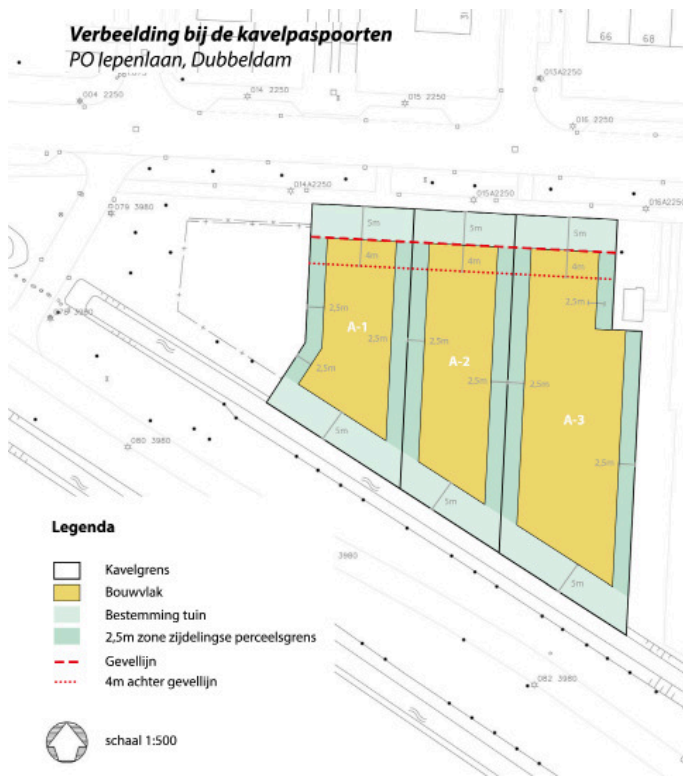 Verbeelding bij de kavelpaspoorten
PO Iepenlaan, Dubbeldam
66 68
004 2250
014 2250
015 2250
013A2250
016 2250
014A2250
015A2250
016A2250
079 3980
5m 5m 5m
4m 4m 4m
2,5m
2,5m
A-1
2,5m
2,5m
A-2
2,5m
2,5m
2,5m
A-3
2,5m
5m
5m
5m
080 3980
3980
082 3980
Legenda
Kavelgrens
Bouwvlak
Bestemming tuin
2,5m zone zijdelingse perceelsgrens
Gevellijn
4m achter gevellijn
schaal 1:500